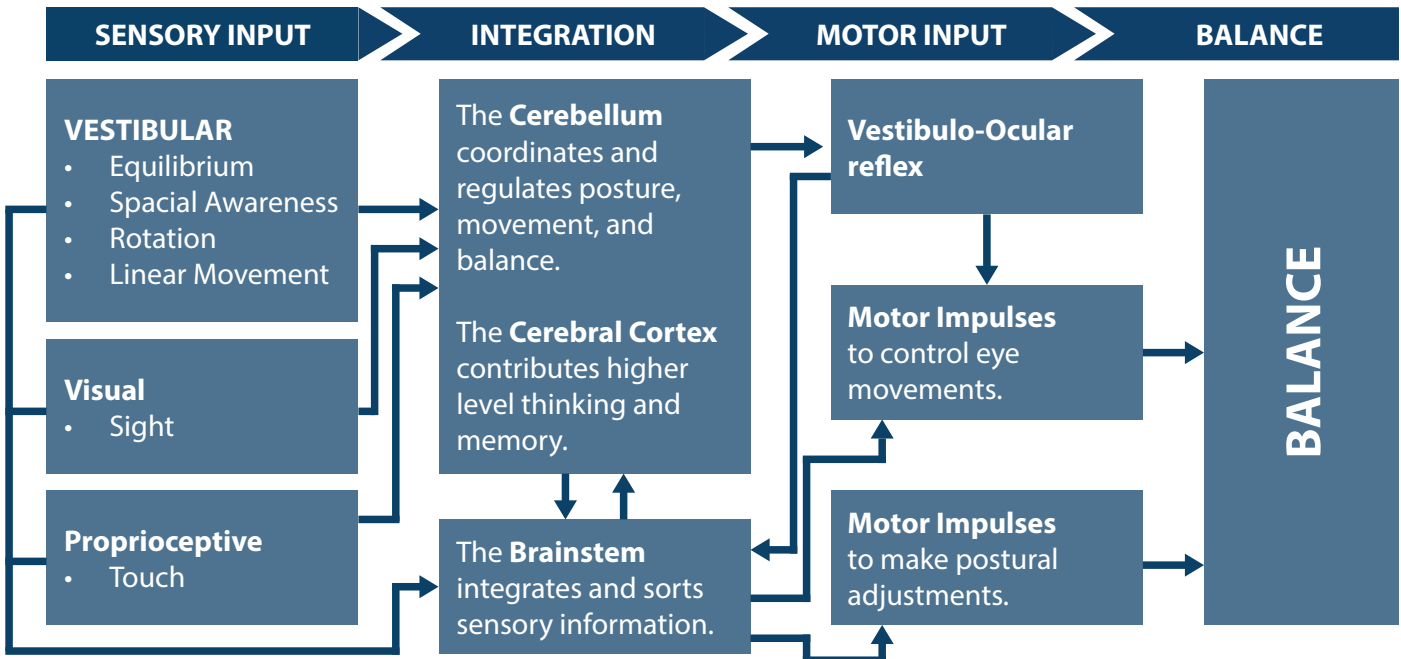 SENSORY INPUT
INTEGRATION
MOTOR INPUT
BALANCE
VESTIBULAR
• Equilibrium
• Spacial Awareness
• Rotation
• Linear Movement
Visual
• Sight
Proprioceptive
• Touch
The Cerebellum
coordinates and
regulates posture,
movement, and
balance.
The Cerebral Cortex
contributes higher
level thinking and
memory.
The Brainstem
integrates and sorts
sensory information.
Vestibulo-Ocular
reflex
Motor Impulses
to control eye
movements.
Motor Impulses
to make postural
adjustments.
BALANCE